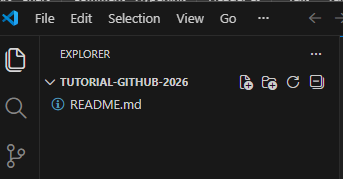 File Edit Selection View Go
EXPLORER
TUTORIAL-GITHUB-2026
README.md